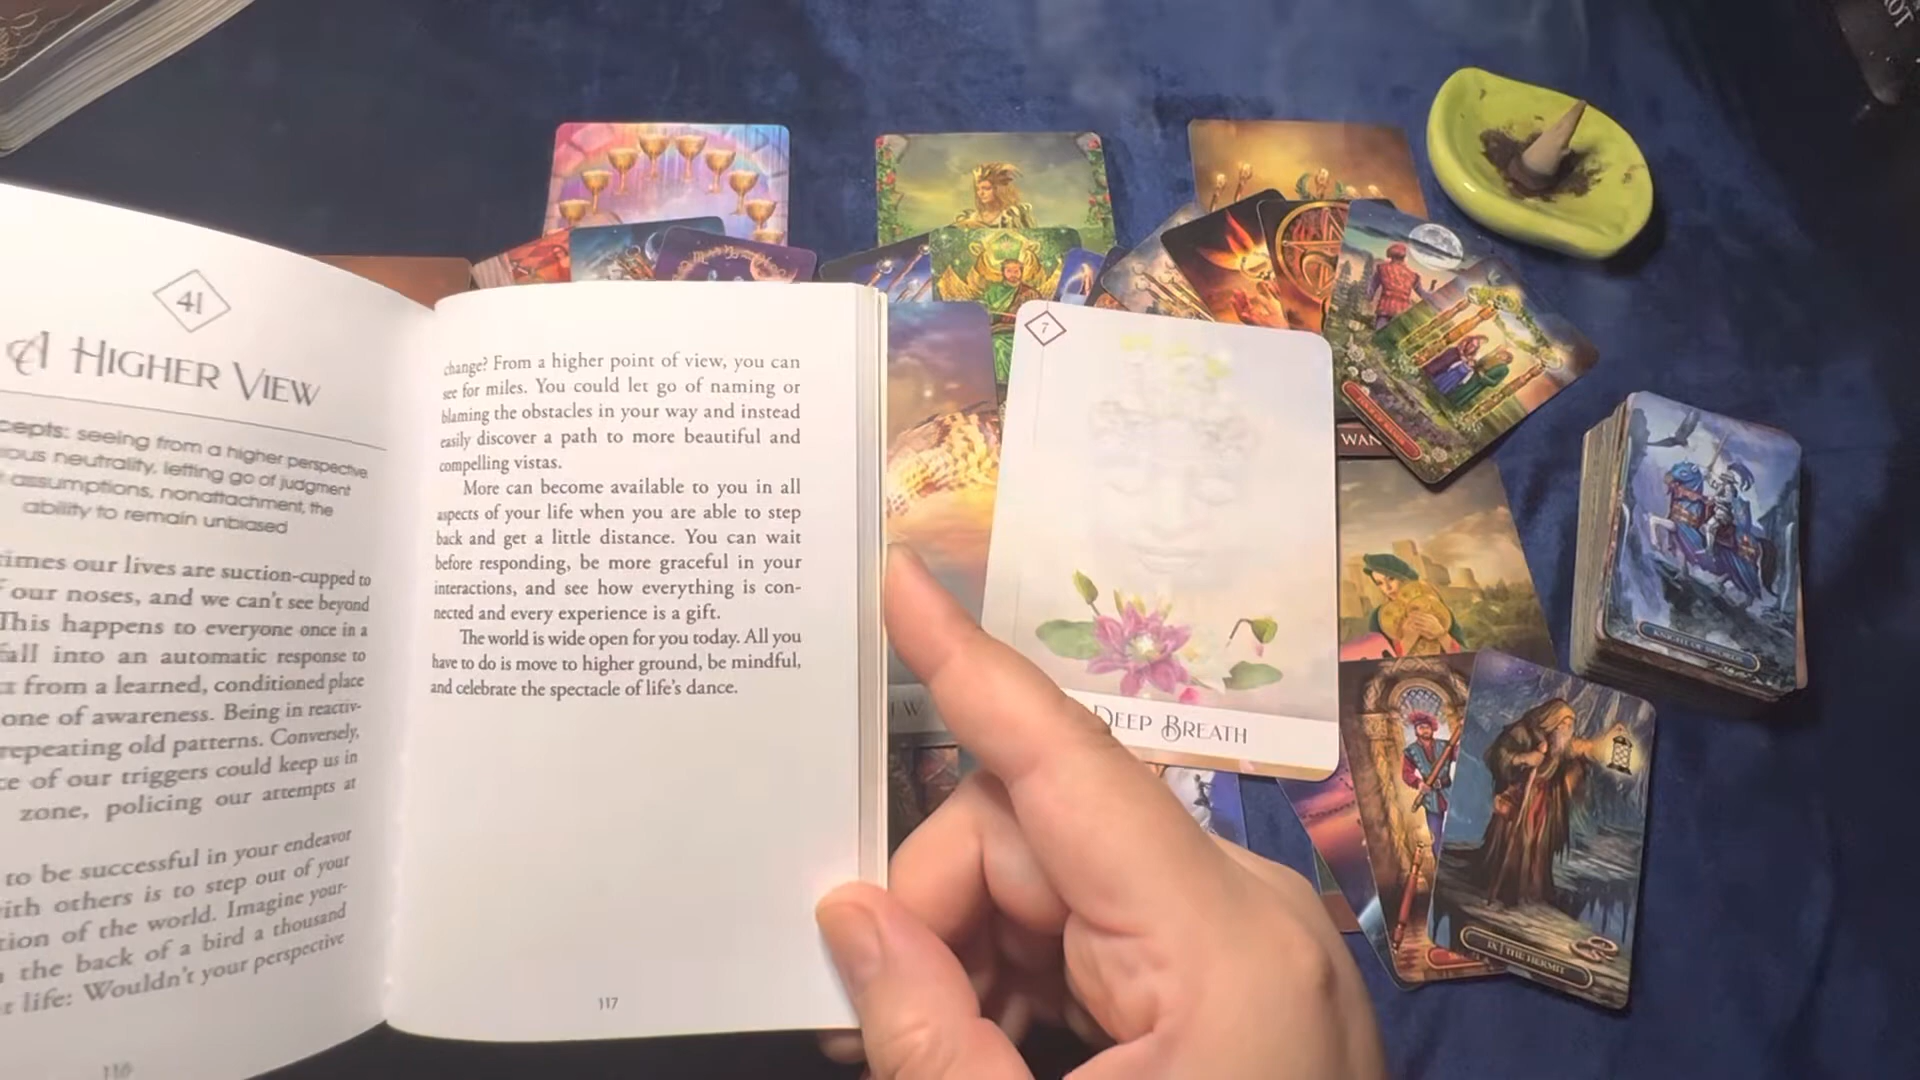 41
A HIGHER VIEW
cepts: seeing from a higher perspective,
ious neutrality, letting go of judgment
assumptions, nonattachment, the
ability to remain unbiased
times our lives are suction-cupped to
our noses, and we can't see beyond
This happens to everyone once in a
fall into an automatic response to
from a learned, conditioned place
one of awareness. Being in reactiv-
repeating old patterns. Conversely,
ce of our triggers could keep us in
zone, policing our attempts at
to be successful in your endeavor
ith others is to step out of your
tion of the world. Imagine your-
the back of a bird a thousand
r life: Wouldn't your perspective
116
change? From a higher point of view, you can
see for miles. You could let go of naming or
blaming the obstacles in your way and instead
easily discover a path to more beautiful and
compelling vistas.
More can become available to you in all
aspects of your life when you are able to step
back and get a little distance. You can wait
before responding, be more graceful in your
interactions, and see how everything is con-
nected and every experience is a gift.
The world is wide open for you today. All you
have to do is move to higher ground, be mindful,
and celebrate the spectacle of life's dance.
117
7
DEEP BREATH
WAN
KNIGHT OF SWORDS
IX | THE HERMIT